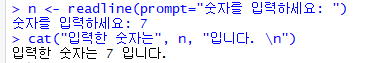 > n <- readline(prompt="숫자를 입력하세요: ")
숫자를 입력하세요: 7
> cat("입력한 숫자는", n, "입니다. \n")
입력한 숫자는 7 입니다.